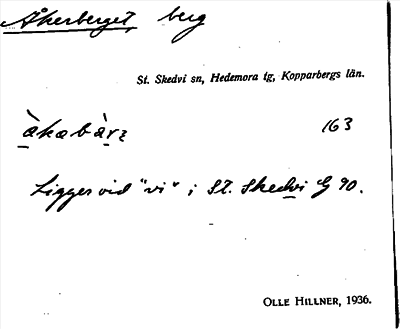 Åkerberget, berg
St. Skedvi sn, Hedemora tg, Kopparbergs län.
àkabàrɛ 163
Ligger vid "vi" i St. Skedvi G 90.
OLLE HILLNER, 1936.